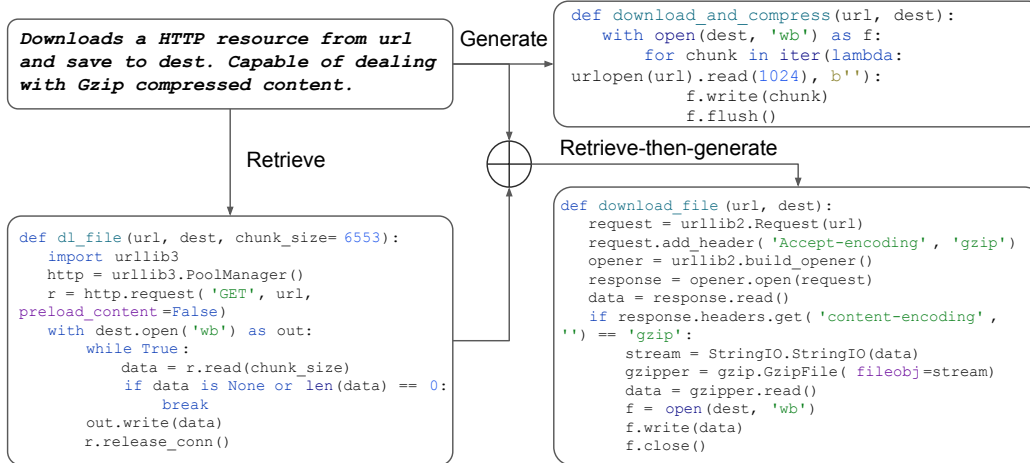 Downloads a HTTP resource from url
and save to dest. Capable of dealing
with Gzip compressed content.
Generate
def download_and_compress(url, dest):
with open(dest, 'wb') as f:
for chunk in iter(lambda:
urlopen(url).read(1024), b''):
f.write(chunk)
f.flush()
Retrieve
Retrieve-then-generate
def dl_file(url, dest, chunk_size= 6553):
import urllib3
http = urllib3.PoolManager()
r = http.request( 'GET', url,
preload_content=False)
with dest.open('wb') as out:
while True:
data = r.read(chunk_size)
if data is None or len(data) == 0:
break
out.write(data)
r.release_conn()
def download_file(url, dest):
request = urllib2.Request(url)
request.add_header( 'Accept-encoding', 'gzip')
opener = urllib2.build_opener()
response = opener.open(request)
data = response.read()
if response.headers.get( 'content-encoding',
'') == 'gzip':
stream = StringIO.StringIO(data)
gzipper = gzip.GzipFile( fileobj=stream)
data = gzipper.read()
f = open(dest, 'wb')
f.write(data)
f.close()